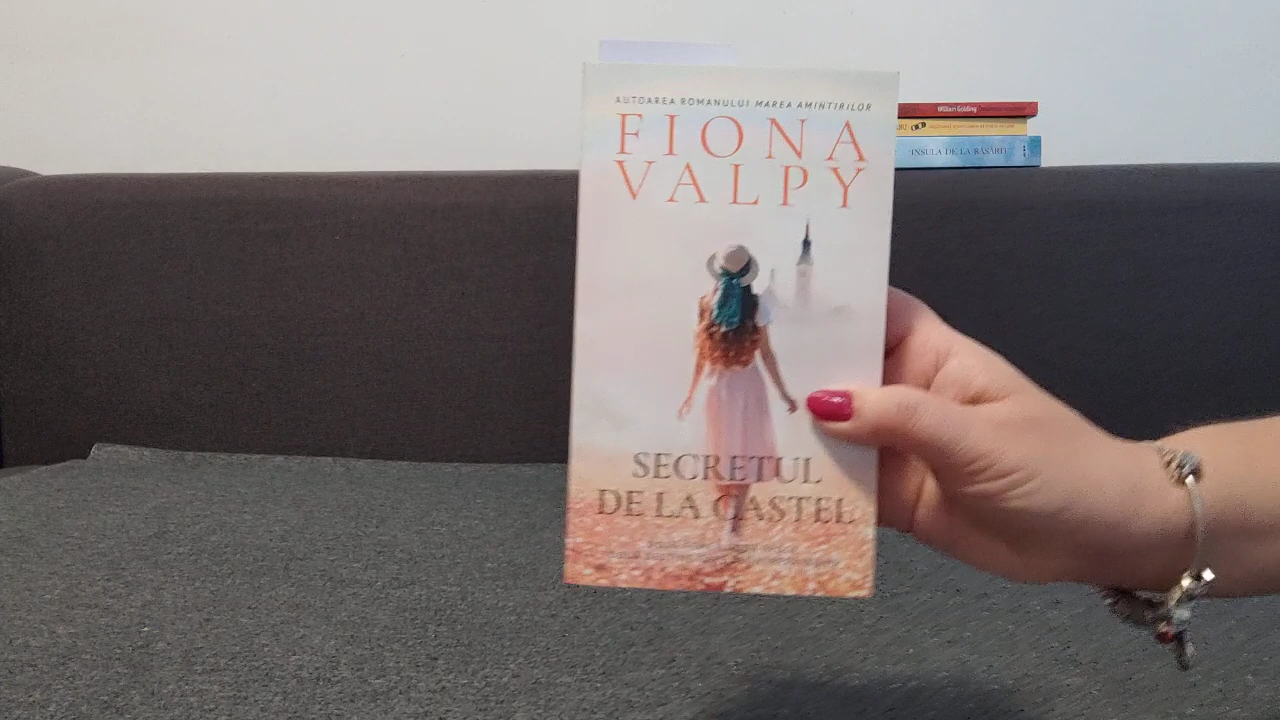 AUTOAREA ROMANULUI MAREA AMINTIRILOR
FIONA
VALPY
SECRETUL
DE LA CASTEL
William Golding
INSULA DE LA RĂSĂRIT